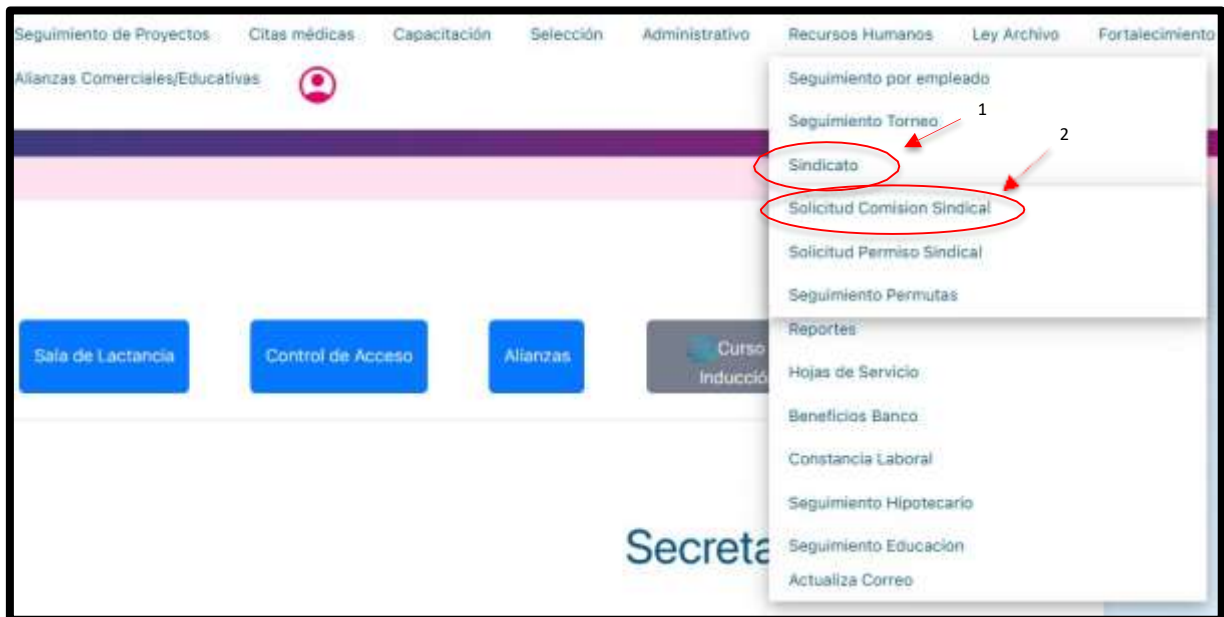 Seguimiento de Proyectos Citas médicas Capacitación Selección Administrativo Recursos Humanos Ley Archivo Fortalecimiento
Alianzas Comerciales/Educativas
Seguimiento por empleado
Seguimiento Torneo
1
2
Sindicato
Solicitud Comision Sindical
Solicitud Permiso Sindical
Seguimiento Permutas
Reportes
Sala de Lactancia Control de Acceso Alianzas Curso
Inducció
Hojas de Servicio
Beneficios Banco
Constancia Laboral
Seguimiento Hipotecario
Secreta
Seguimiento Educación
Actualiza Correo